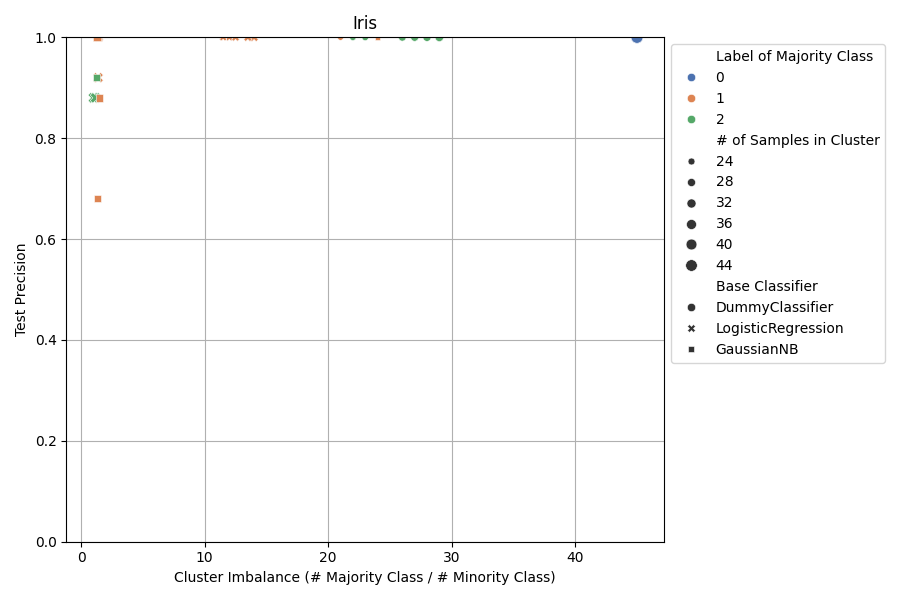 Iris
1.0
0.8
0.6
0.4
0.2
0.0
Test Precision
0 10 20 30 40
Cluster Imbalance (# Majority Class / # Minority Class)
Label of Majority Class
0
1
2
# of Samples in Cluster
24
28
32
36
40
44
Base Classifier
DummyClassifier
LogisticRegression
GaussianNB